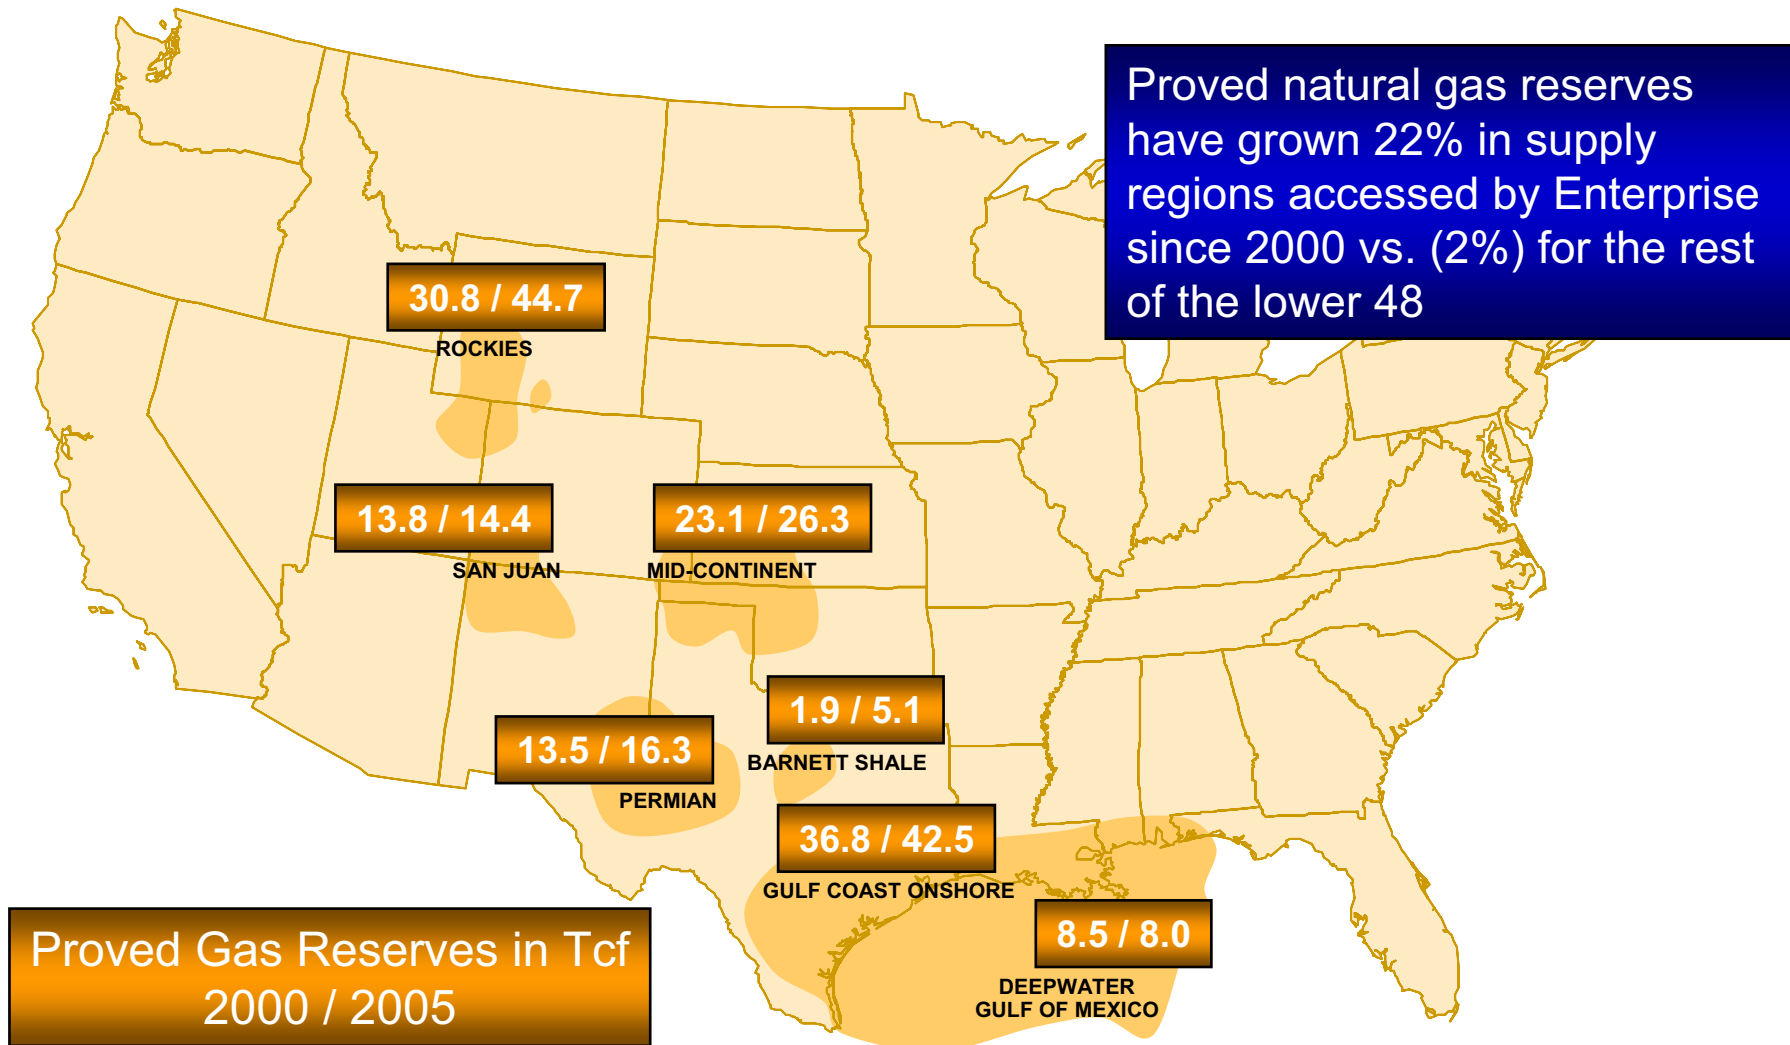 Proved natural gas reserves
have grown 22% in supply
regions accessed by Enterprise
since 2000 vs. (2%) for the rest
of the lower 48
30.8 / 44.7
ROCKIES
13.8 / 14.4
SAN JUAN
23.1 / 26.3
MID-CONTINENT
1.9 / 5.1
BARNETT SHALE
13.5 / 16.3
PERMIAN
36.8 / 42.5
GULF COAST ONSHORE
8.5 / 8.0
DEEPWATER
GULF OF MEXICO
Proved Gas Reserves in Tcf
2000 / 2005